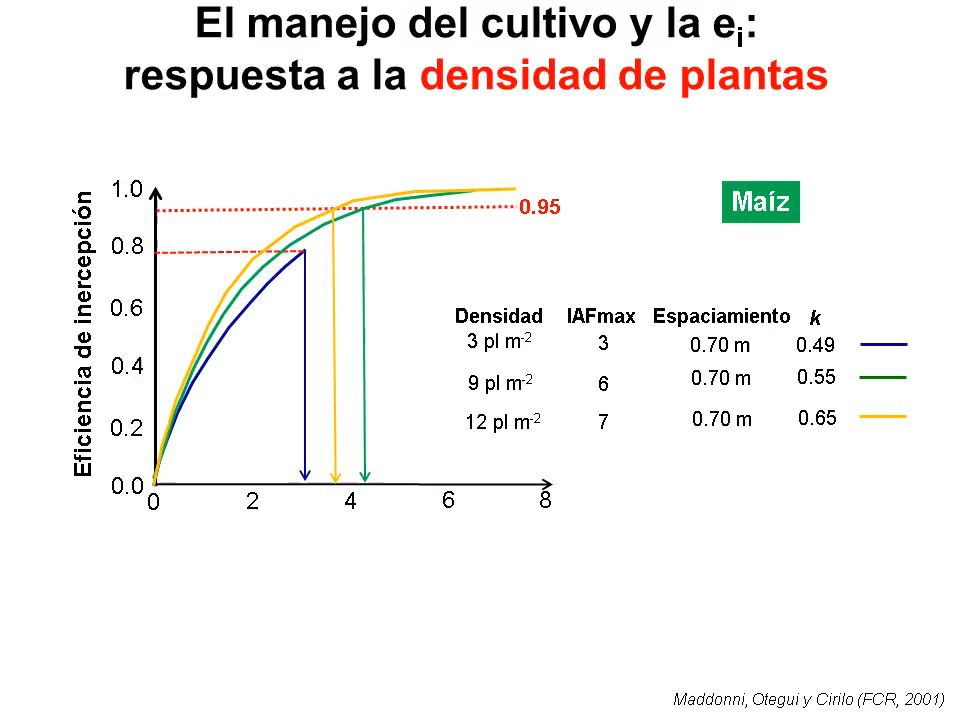 El manejo del cultivo y la ei:
respuesta a la densidad de plantas
Eficiencia de inercepción
1.0
0.8
0.6
0.4
0.2
0.0
0 2 4 6 8
0.95
Maíz
Densidad IAFmax Espaciamiento k
3 pl m-2 3 0.70 m 0.49
9 pl m-2 6 0.70 m 0.55
12 pl m-2 7 0.70 m 0.65
Maddonni, Otegui y Cirilo (FCR, 2001)